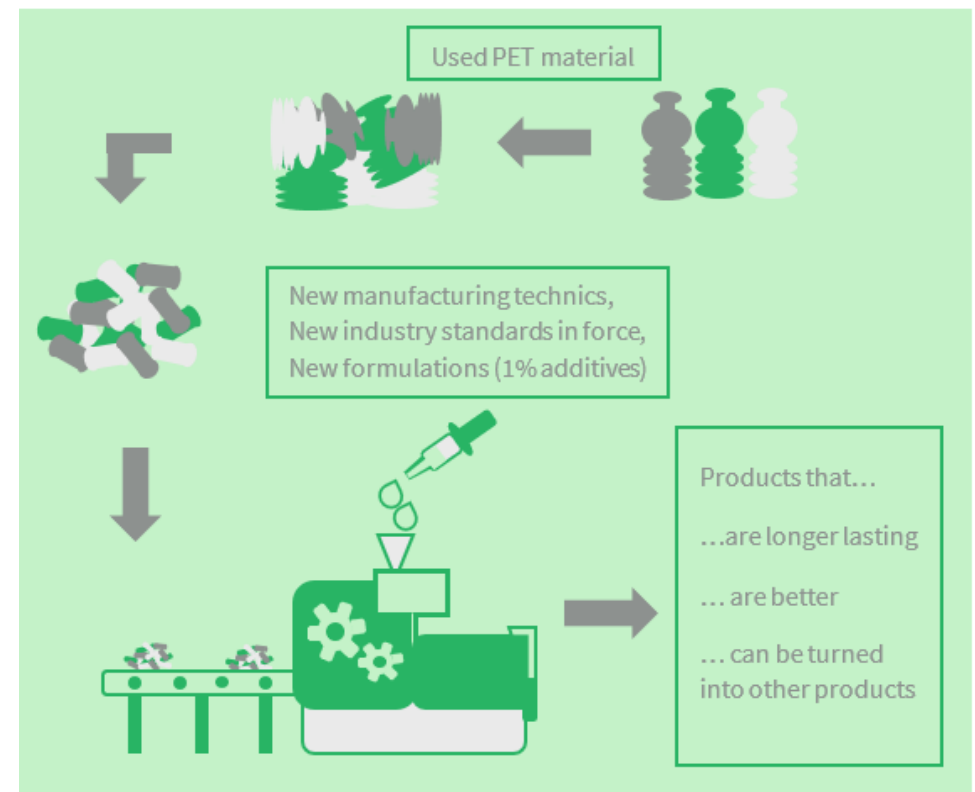 Used PET material
New manufacturing technics,
New industry standards in force,
New formulations (1% additives)
Products that...
...are longer lasting
... are better
... can be turned
into other products